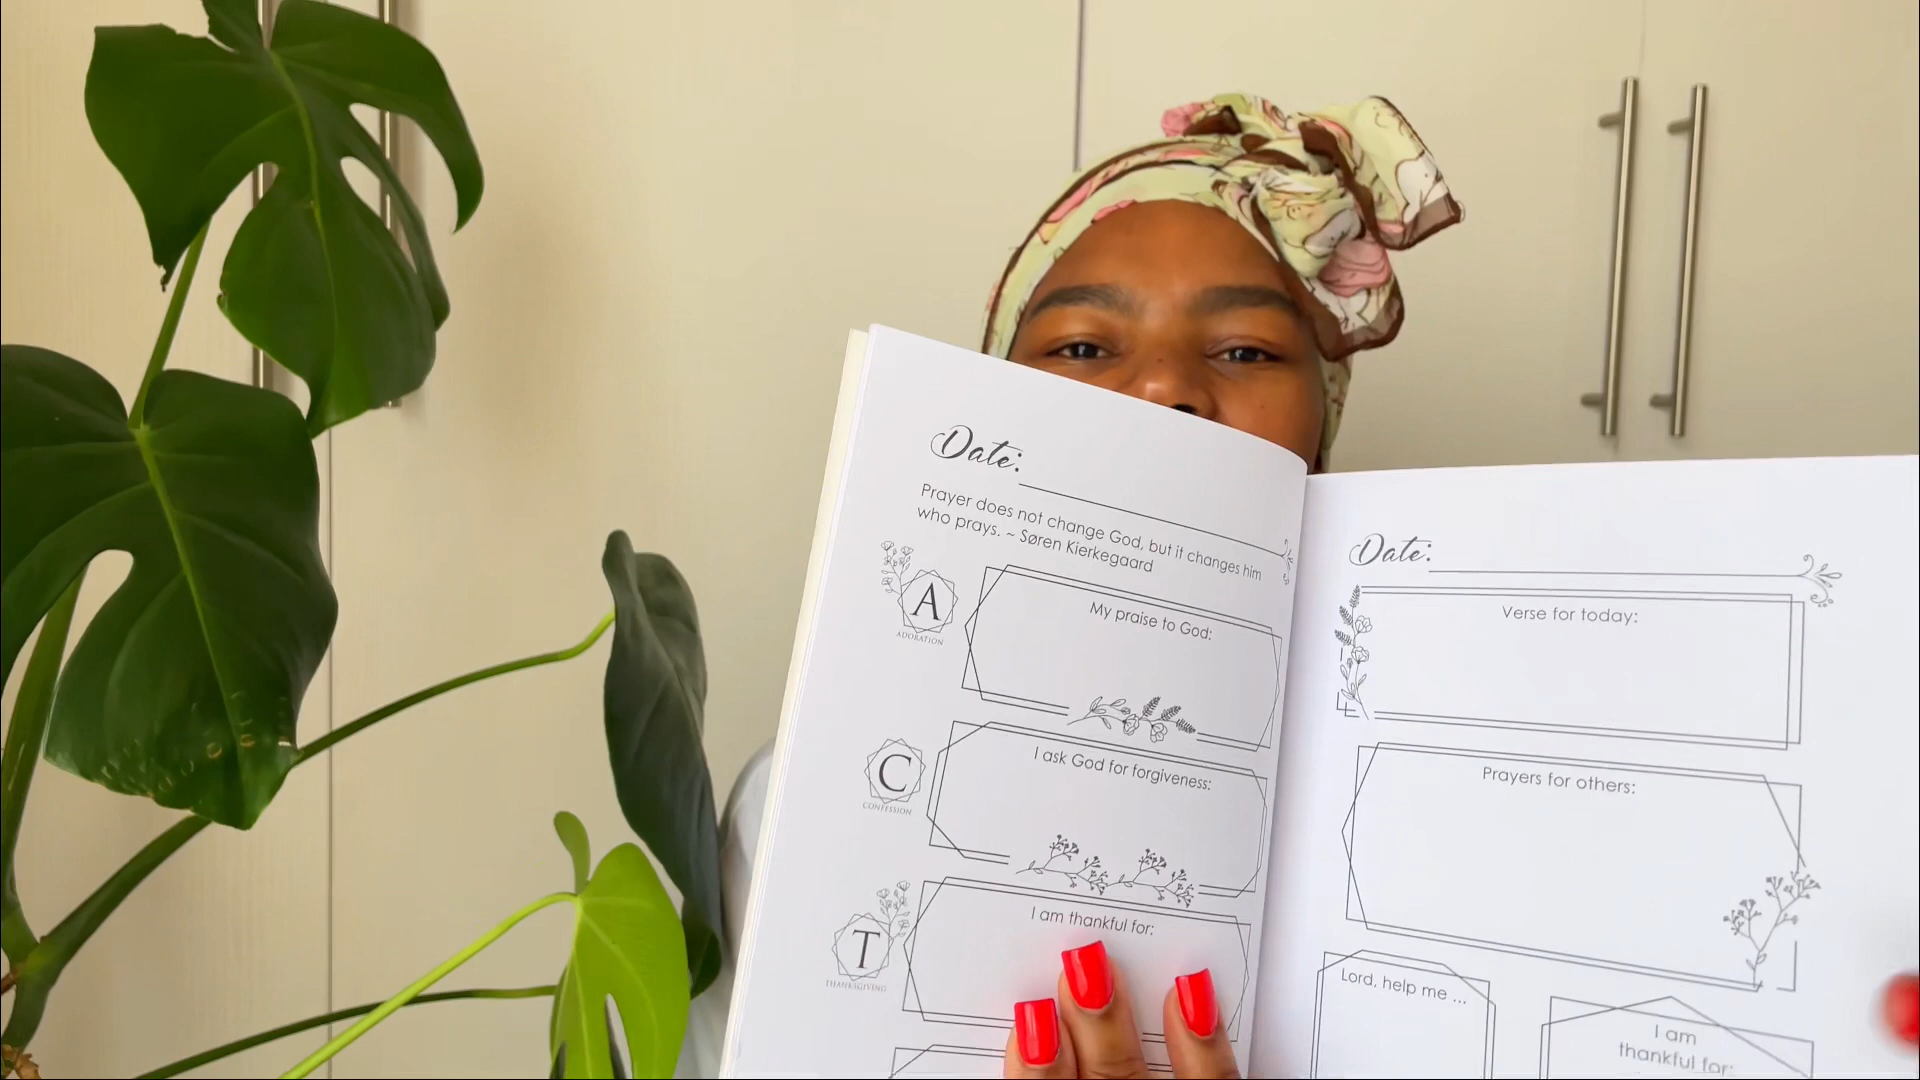 Date:
Prayer does not change God, but it changes him
who prays. ~ Søren Kierkegaard
A
ADORATION
My praise to God:
C
CONFESSION
I ask God for forgiveness:
T
THANKSGIVING
I am thankful for:
Date:
Verse for today:
Prayers for others:
Lord, help me ...
I am
thankful for: